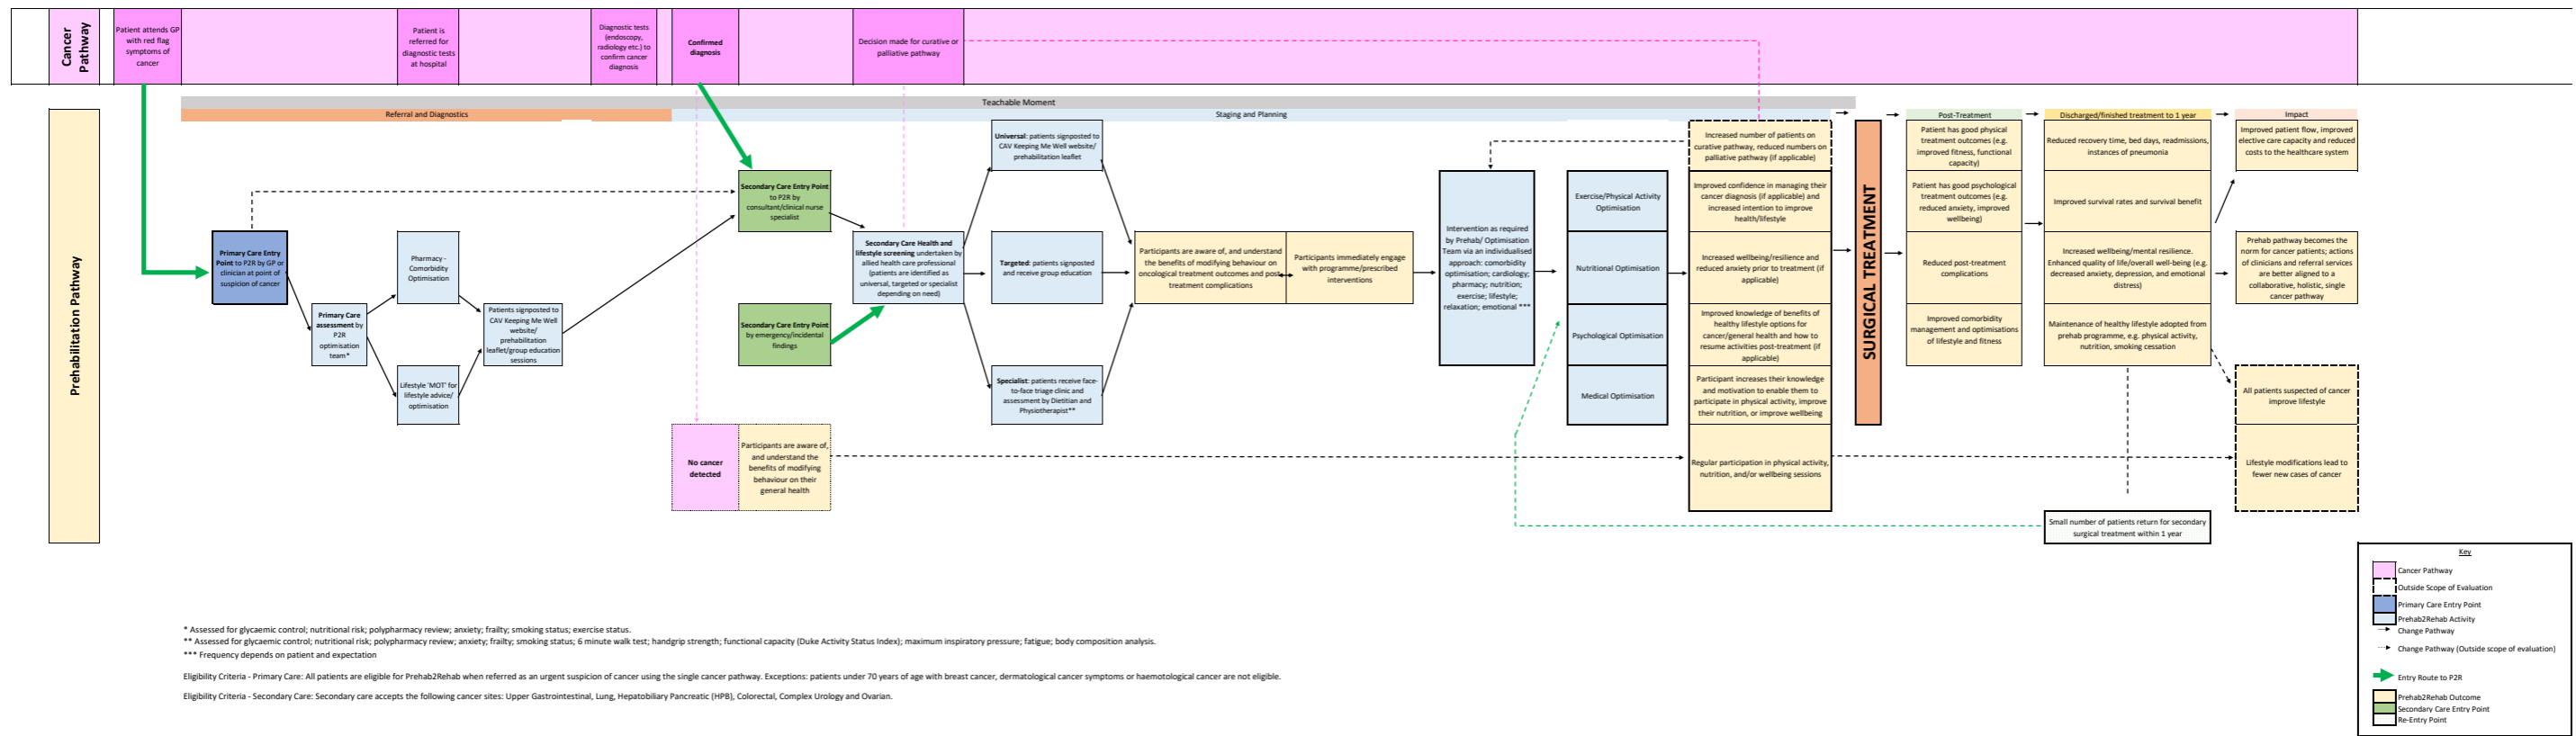 Cancer
Pathway
Patient attends GP
with red flag
symptoms of
cancer
Patient is
referred for
diagnostic tests
at hospital
Diagnostic tests
(endoscopy,
radiology etc.) to
confirm cancer
diagnosis
Confirmed
diagnosis
Decision made for curative or
palliative pathway
Prehabilitation Pathway
Teachable Moment
Referral and Diagnostics
Staging and Planning
Post-Treatment
Discharged/finished treatment to 1 year
Impact
Primary Care Entry
Point to P2R by GP or
clinician at point of
suspicion of cancer
Primary Care
assessment by
P2R
optimisation
team*
Pharmacy -
Comorbidity
Optimisation
Lifestyle 'MOT' for
lifestyle advice/
optimisation
Patients signposted to
CAV Keeping Me Well
website/
prehabilitation
leaflet/group education
sessions
Secondary Care Entry Point
to P2R by
consultant/clinical nurse
specialist
Secondary Care Entry Point
by emergency/incidental
findings
No cancer
detected
Participants are aware of,
and understand the
benefits of modifying
behaviour on their
general health
Secondary Care Health and
lifestyle screening undertaken by
allied health care professional
(patients are identified as
universal, targeted or specialist
depending on need)
Universal: patients signposted to
CAV Keeping Me Well website/
prehabilitation leaflet
Targeted: patients signposted
and receive group education
Specialist: patients receive face-
to-face triage clinic and
assessment by Dietitian and
Physiotherapist**
Participants are aware of, and understand
the benefits of modifying behaviour on
oncological treatment outcomes and post
treatment complications
Participants immediately engage
with programme/prescribed
interventions
Intervention as required
by Prehab/ Optimisation
Team via an individualised
approach: comorbidity
optimisation; cardiology;
pharmacy; nutrition;
exercise; lifestyle;
relaxation; emotional ***
Exercise/Physical Activity
Optimisation
Nutritional Optimisation
Psychological Optimisation
Medical Optimisation
Increased number of patients on
curative pathway, reduced numbers on
palliative pathway (if applicable)
Improved confidence in managing their
cancer diagnosis (if applicable) and
increased intention to improve
health/lifestyle
Increased wellbeing/resilience and
reduced anxiety prior to treatment (if
applicable)
Improved knowledge of benefits of
healthy lifestyle options for
cancer/general health and how to
resume activities post-treatment (if
applicable)
Participant increases their knowledge
and motivation to enable them to
participate in physical activity, improve
their nutrition, or improve wellbeing
Regular participation in physical activity,
nutrition, and/or wellbeing sessions
SURGICAL TREATMENT
Patient has good physical
treatment outcomes (e.g.
improved fitness, functional
capacity)
Patient has good psychological
treatment outcomes (e.g.
reduced anxiety, improved
wellbeing)
Reduced post-treatment
complications
Improved comorbidity
management and optimisations
of lifestyle and fitness
Reduced recovery time, bed days, readmissions,
instances of pneumonia
Improved survival rates and survival benefit
Increased wellbeing/mental resilience.
Enhanced quality of life/overall well-being (e.g.
decreased anxiety, depression, and emotional
distress)
Maintenance of healthy lifestyle adopted from
prehab programme, e.g. physical activity,
nutrition, smoking cessation
Small number of patients return for secondary
surgical treatment within 1 year
Improved patient flow, improved
elective care capacity and reduced
costs to the healthcare system
Prehab pathway becomes the
norm for cancer patients; actions
of clinicians and referral services
are better aligned to a
collaborative, holistic, single
cancer pathway
All patients suspected of cancer
improve lifestyle
Lifestyle modifications lead to
fewer new cases of cancer
Key
Cancer Pathway
Outside Scope of Evaluation
Primary Care Entry Point
Prehab2Rehab Activity
Change Pathway
Change Pathway (Outside scope of evaluation)
Entry Route to P2R
Prehab2Rehab Outcome
Secondary Care Entry Point
Re-Entry Point
* Assessed for glycaemic control; nutritional risk; polypharmacy review; anxiety; frailty; smoking status; exercise status.
** Assessed for glycaemic control; nutritional risk; polypharmacy review; anxiety; frailty; smoking status; 6 minute walk test; handgrip strength; functional capacity (Duke Activity Status Index); maximum inspiratory pressure; fatigue; body composition analysis.
*** Frequency depends on patient and expectation
Eligibility Criteria - Primary Care: All patients are eligible for Prehab2Rehab when referred as an urgent suspicion of cancer using the single cancer pathway. Exceptions: patients under 70 years of age with breast cancer, dermatological cancer symptoms or haemotological cancer are not eligible.
Eligibility Criteria - Secondary Care: Secondary care accepts the following cancer sites: Upper Gastrointestinal, Lung, Hepatobiliary Pancreatic (HPB), Colorectal, Complex Urology and Ovarian.